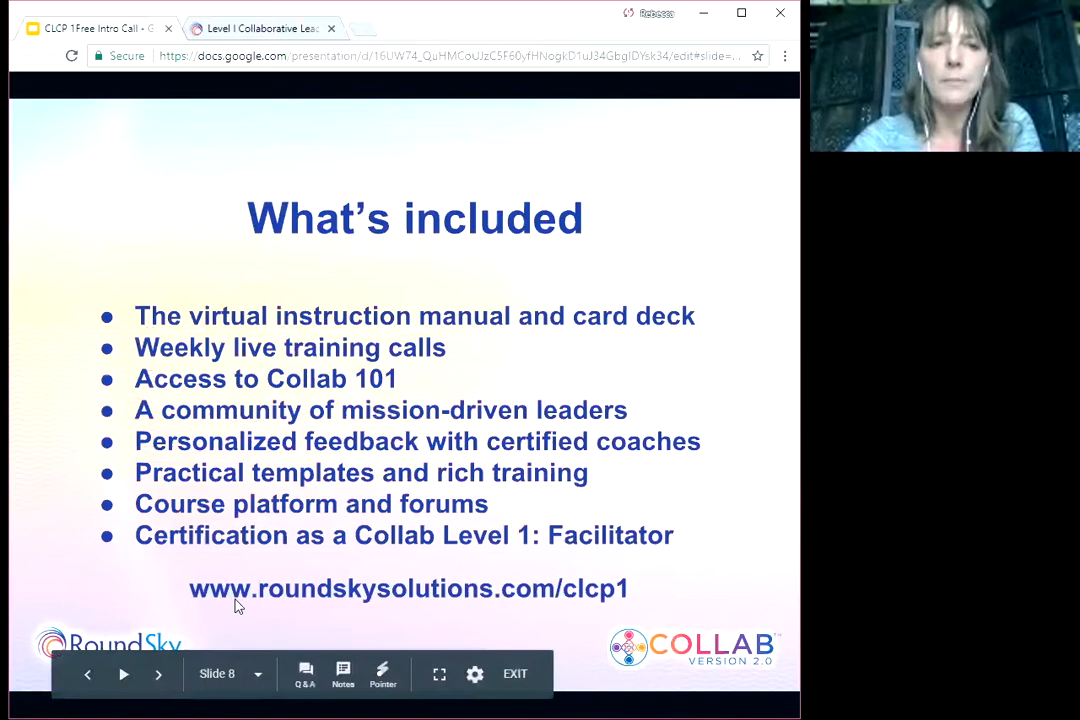 CLCP 1Free Intro Call - G
Level I Collaborative Lea
Rebecca
Secure
https://docs.google.com/presentation/d/16UW74_QuHMCoUJzC5F60yfHNogkD1uJ34GbgIDYsk34/edit#slide=...
What's included
● The virtual instruction manual and card deck
● Weekly live training calls
● Access to Collab 101
● A community of mission-driven leaders
● Personalized feedback with certified coaches
● Practical templates and rich training
● Course platform and forums
● Certification as a Collab Level 1: Facilitator
www.roundskysolutions.com/clcp1
RoundSky
COLLAB
VERSION 2.0
Slide 8
Q & A
Notes
Pointer
EXIT